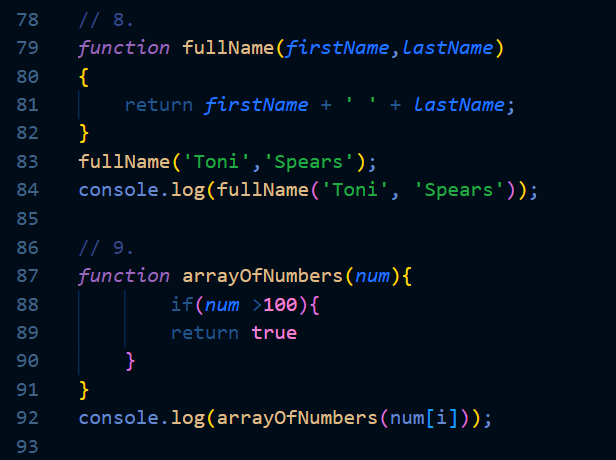 78 // 8.
79 function fullName(firstName,lastName)
80 {
81     return firstName + ' ' + lastName;
82 }
83 fullName('Toni','Spears');
84 console.log(fullName('Toni', 'Spears'));
85
86 // 9.
87 function arrayOfNumbers(num){
88         if(num >100){
89         return true
90     }
91 }
92 console.log(arrayOfNumbers(num[i]));
93